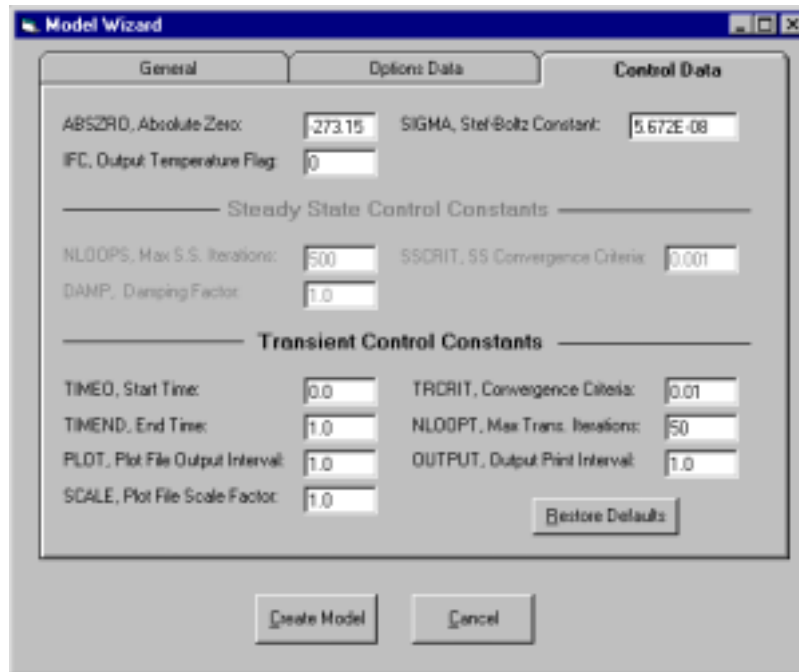 Model Wizard
General Options Data Control Data
ABSZRO, Absolute Zero: -273.15 SIGMA, Stef-Boltz Constant: 5.672E-08
IFC, Output Temperature Flag: 0
Steady State Control Constants
NLOOPS, Max S.S. Iterations: 500 SSCRIT, SS Convergence Criteria: 0.001
DAMP, Damping Factor: 1.0
Transient Control Constants
TIMEO, Start Time: 0.0 TRCRIT, Convergence Criteria: 0.01
TIMEND, End Time: 1.0 NLOOPT, Max Trans. Iterations: 50
PLOT, Plot File Output Interval: 1.0 OUTPUT, Output Print Interval: 1.0
SCALE, Plot File Scale Factor: 1.0
Restore Defaults
Create Model Cancel